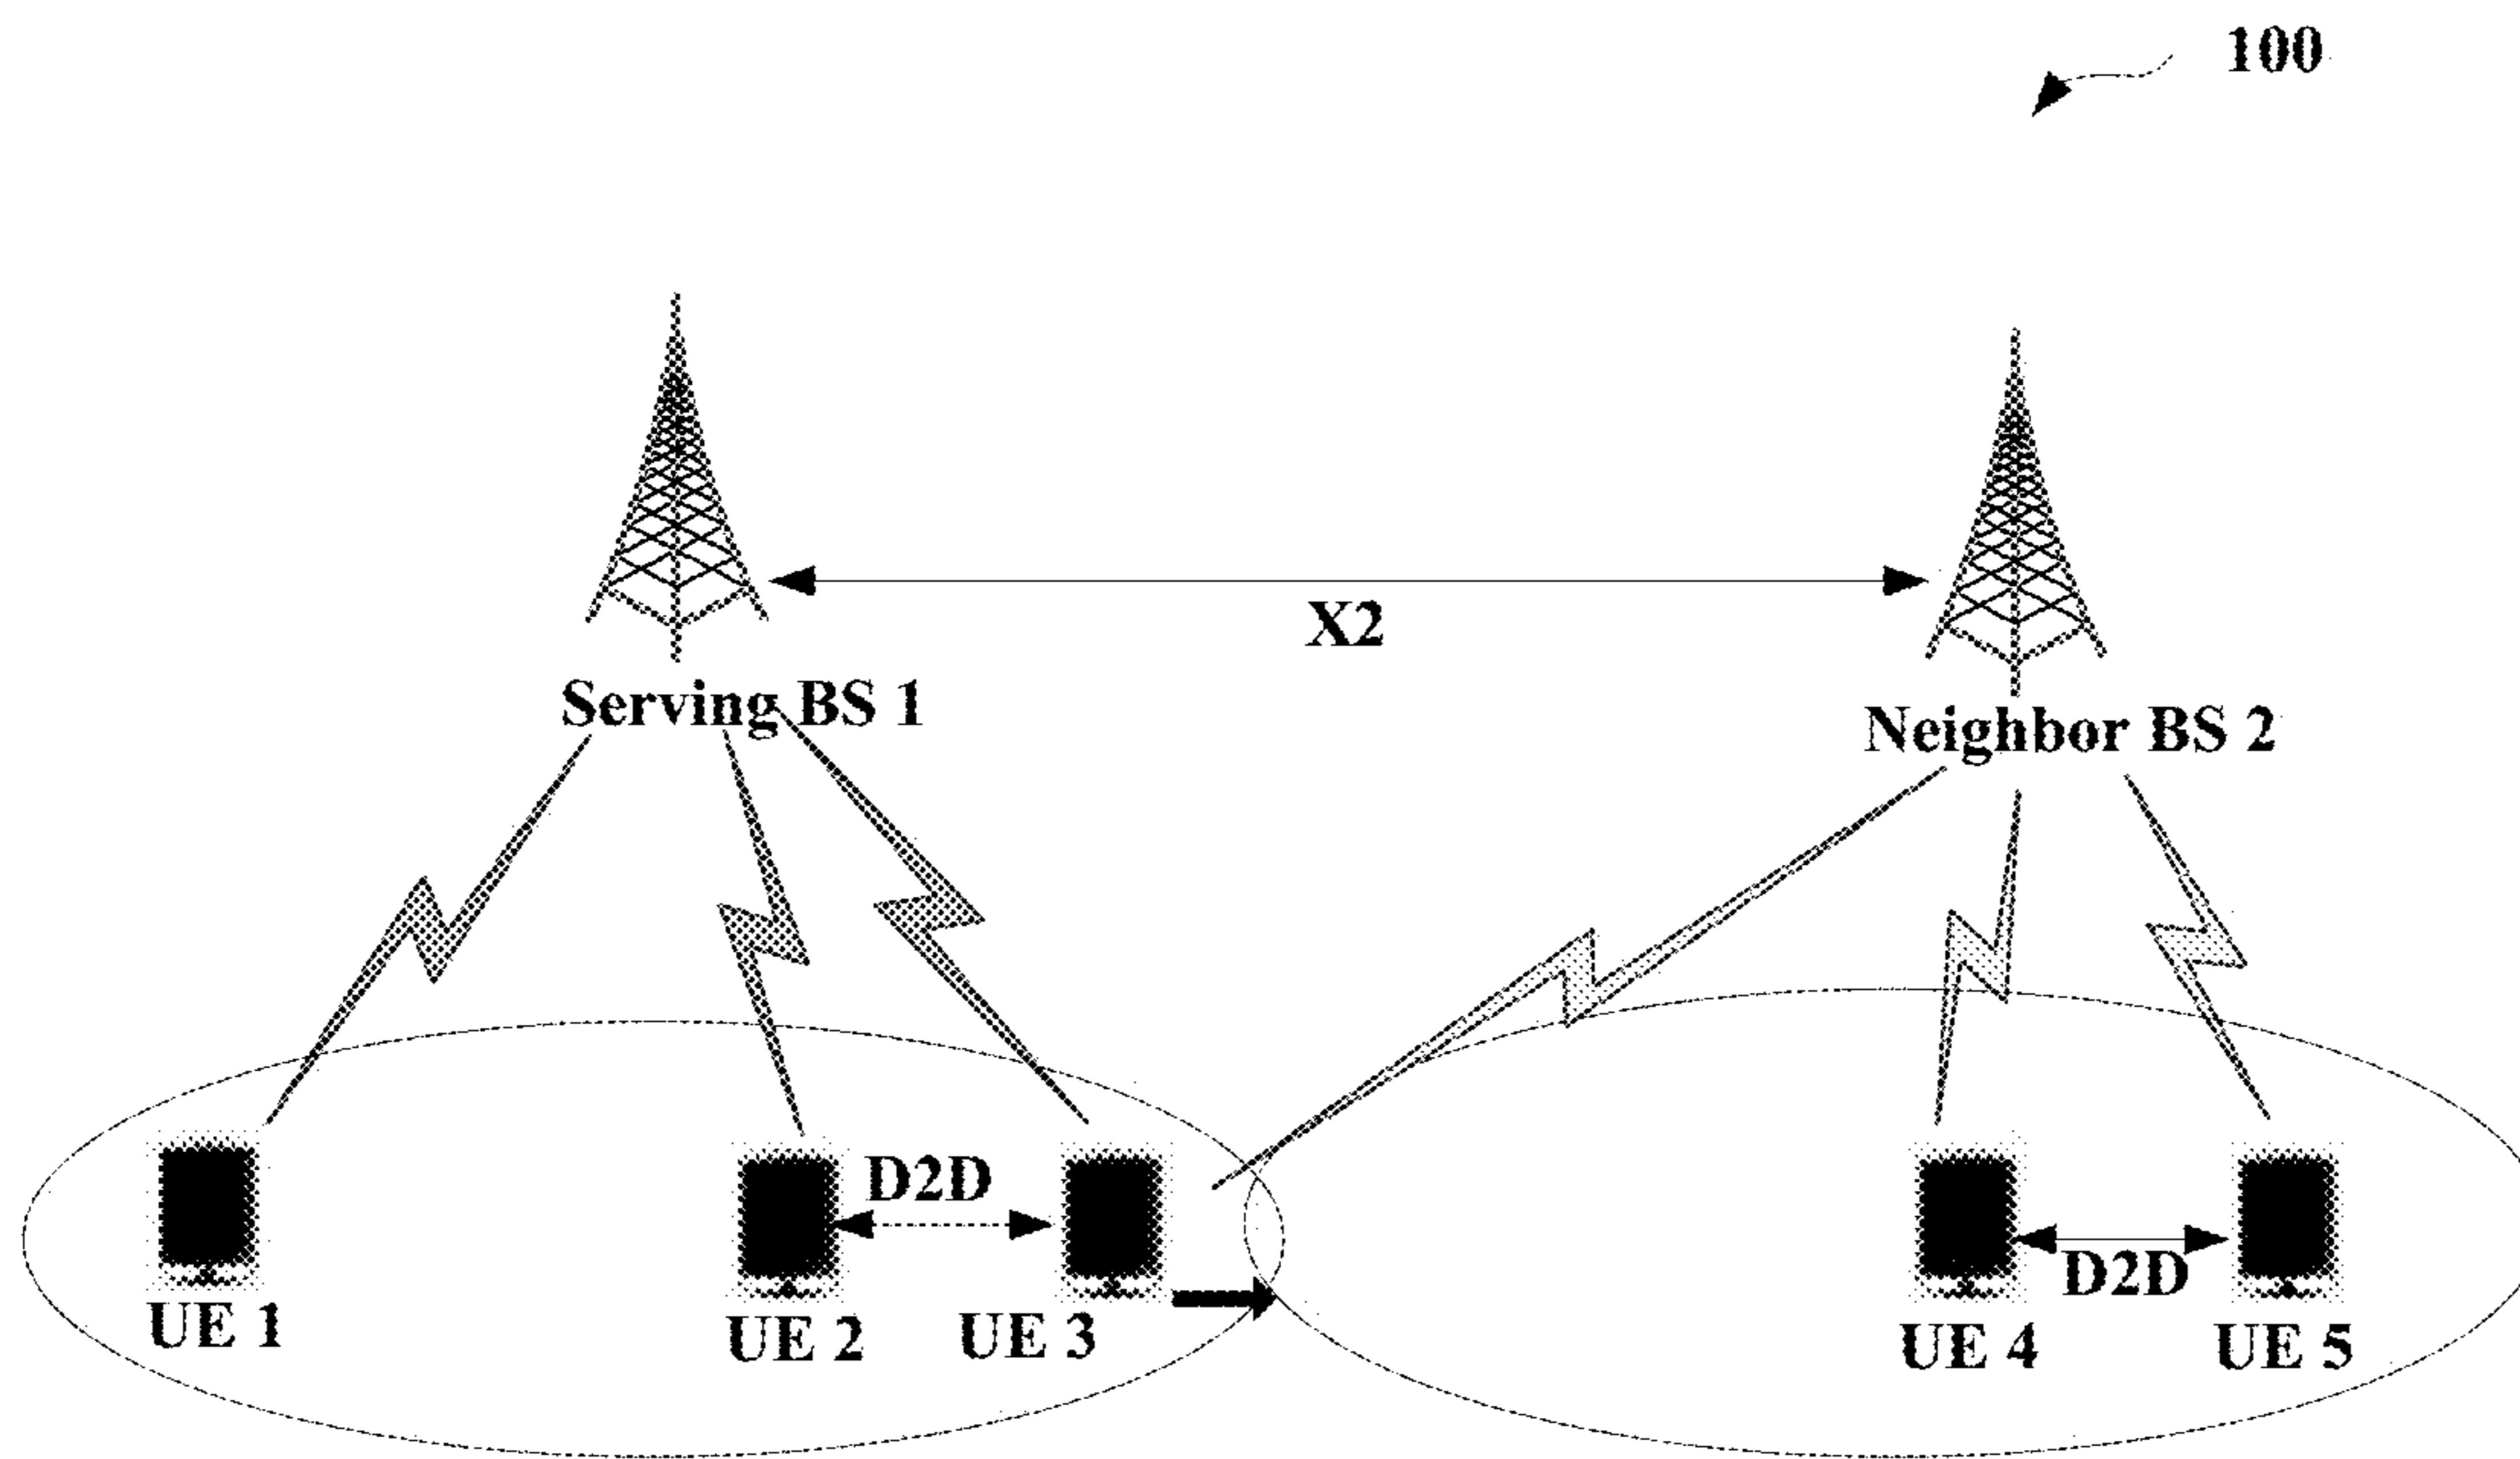 100
X2
Serving BS 1
Neighbor BS 2
D2D
D2D
UE 1
UE 2
UE 3
UE 4
UE 5